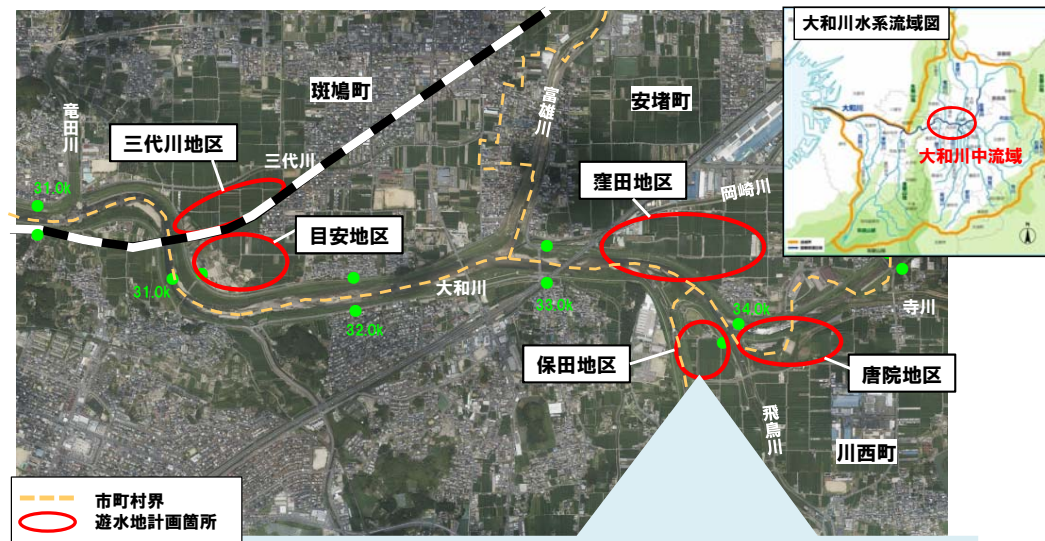 大和川水系流域図
大和川
大和川中流域
斑鳩町
安堵町
富雄川
竜田川
三代川地区
三代川
窪田地区
岡崎川
目安地区
31.0k
31.0k
大和川
32.0k
33.0k
34.0k
寺川
保田地区
唐院地区
飛鳥川
川西町
市町村界
遊水地計画箇所